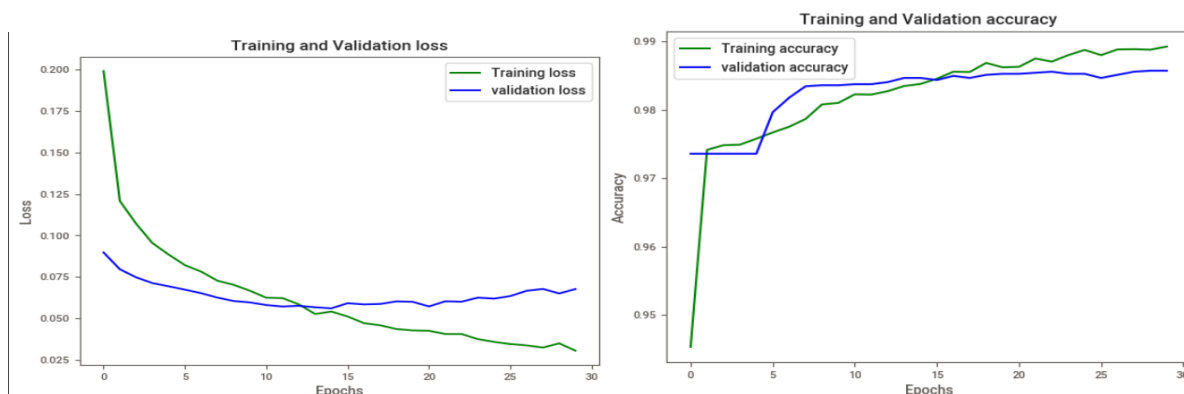 Training and Validation loss
Training loss
validation loss
0.200
0.175
0.150
0.125
0.100
0.075
0.050
0.025
Loss
0 5 10 15 20 25 30
Epochs
Training and Validation accuracy
Training accuracy
validation accuracy
0.99
0.98
0.97
0.96
0.95
Accuracy
0 5 10 15 20 25 30
Epochs